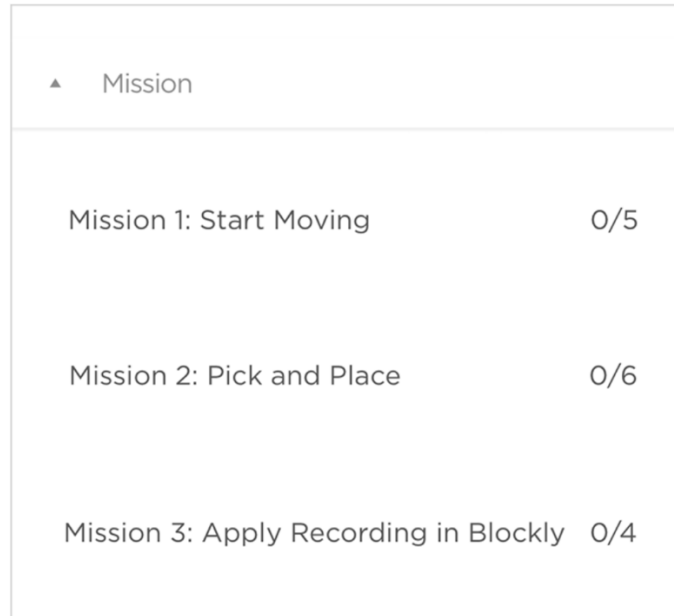 Mission
Mission 1: Start Moving 0/5
Mission 2: Pick and Place 0/6
Mission 3: Apply Recording in Blockly 0/4